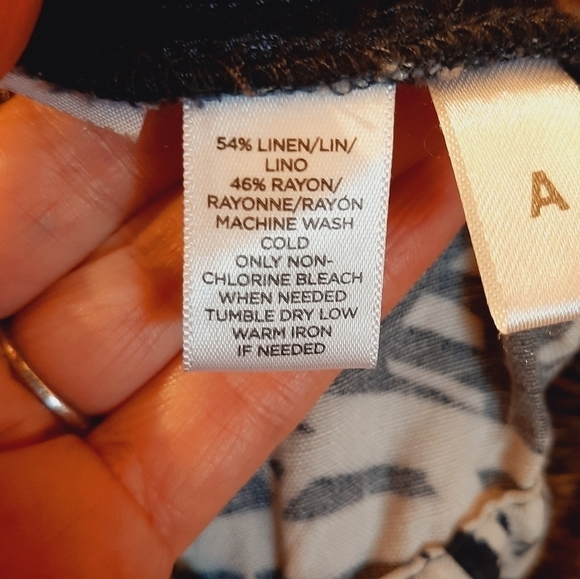 54% LINEN/LIN/
LINO
46% RAYON/
RAYONNE/RAYÓN
MACHINE WASH
COLD
ONLY NON-
CHLORINE BLEACH
WHEN NEEDED
TUMBLE DRY LOW
WARM IRON
IF NEEDED
A